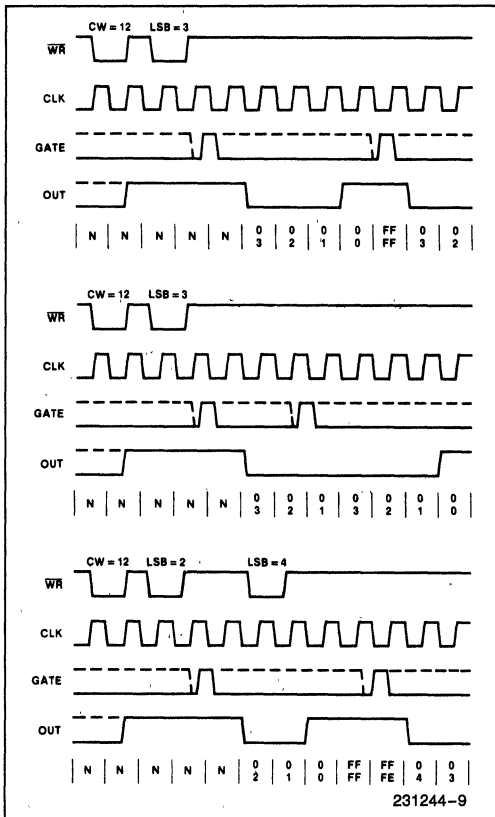 CW = 12 LSB = 3
WR
CLK
GATE
OUT
N N N N N 0 0 0 0 FF 0 0
3 2 1 0 FF 3 2
CW = 12 LSB = 3
WR
CLK
GATE
OUT
N N N N N 0 0 0 0 0 0 0
3 2 1 3 2 1 0
CW = 12 LSB = 2 LSB = 4
WR
CLK
GATE
OUT
N N N N N 0 0 0 FF FF 0 0
2 1 0 FF FE 4 3
231244-9